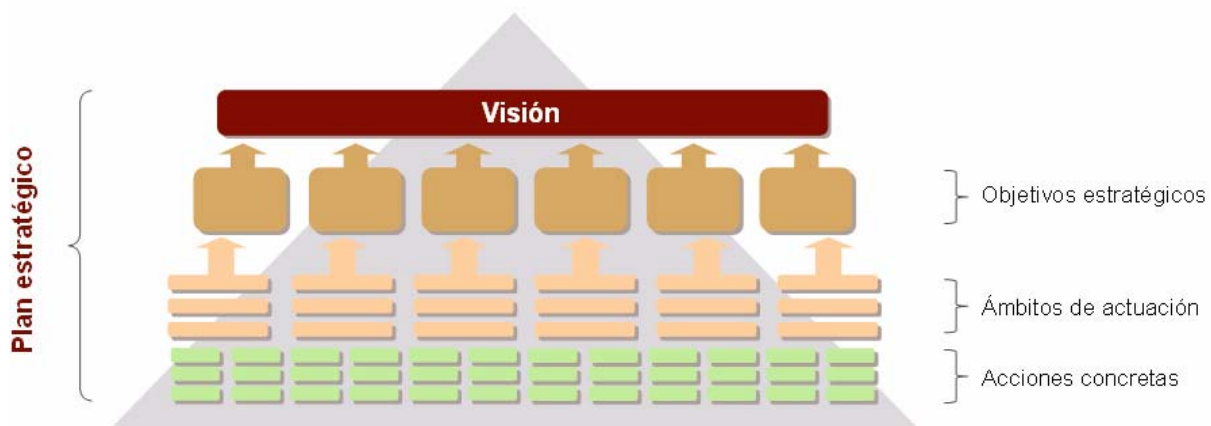 Plan estratégico
Visión
Objetivos estratégicos
Ámbitos de actuación
Acciones concretas